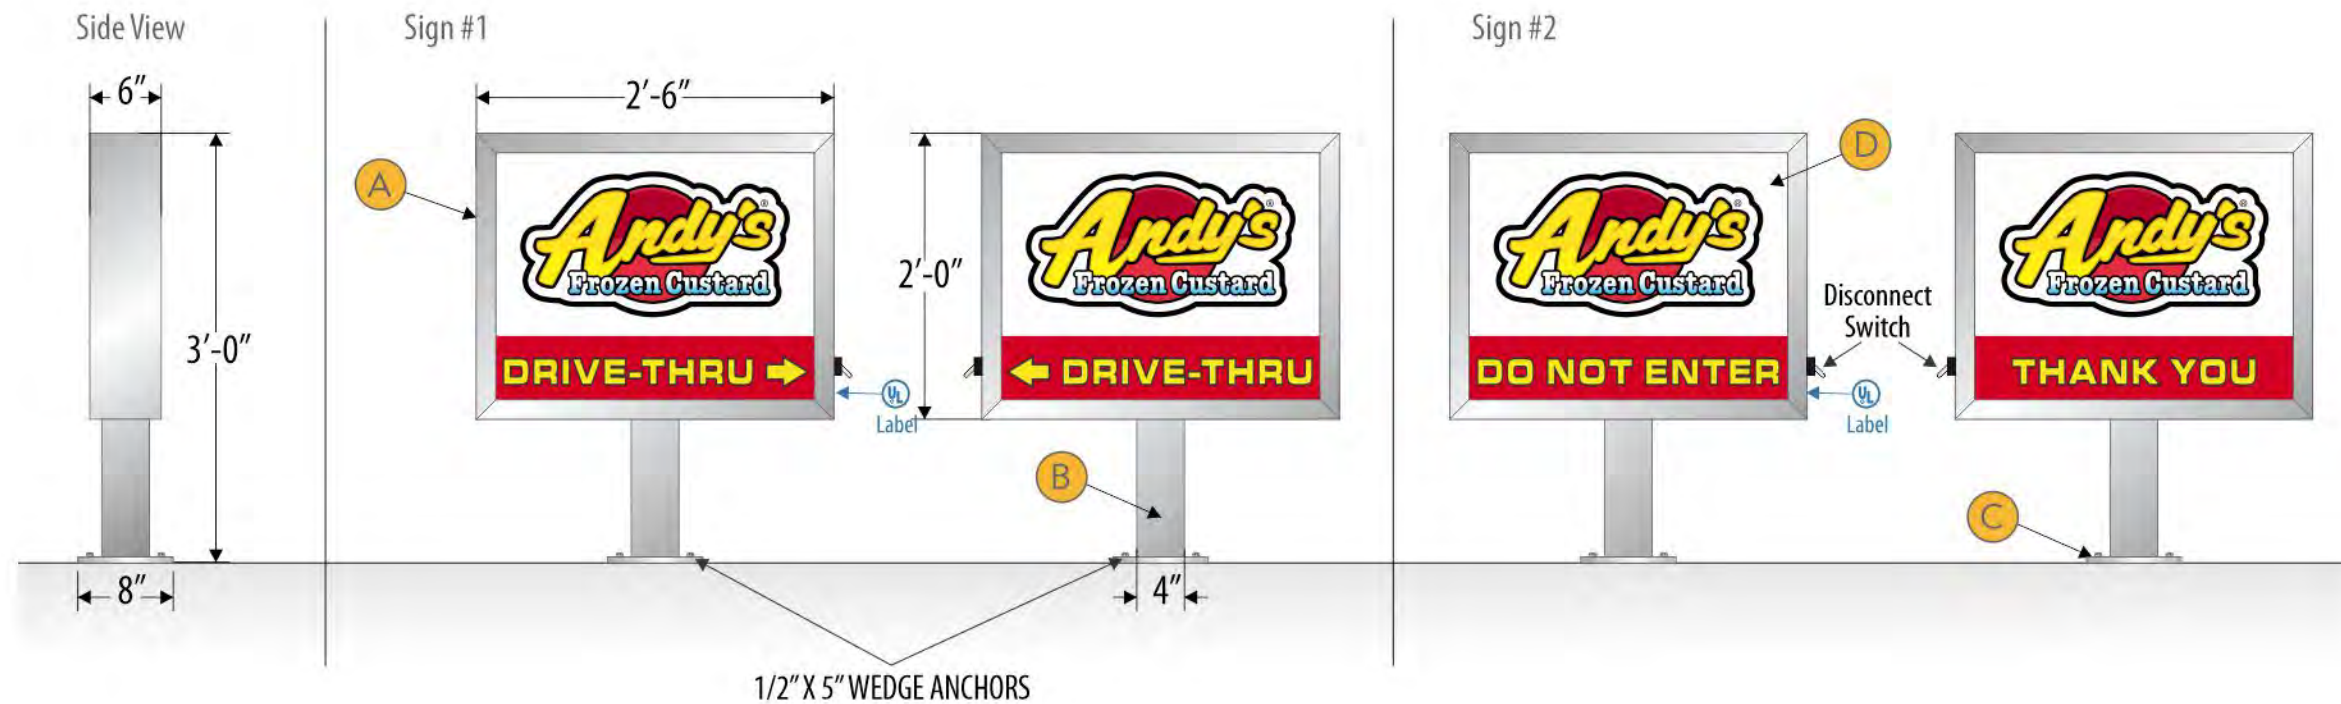 Side View
6”
3’-0”
8”
Sign #1
2’-6”
A
Andy's®
Frozen Custard
DRIVE-THRU
UL
Label
2’-0”
Andy's®
Frozen Custard
DRIVE-THRU
B
4”
1/2” X 5” WEDGE ANCHORS
Sign #2
D
Andy's®
Frozen Custard
DO NOT ENTER
Disconnect
Switch
UL
Label
Andy's®
Frozen Custard
THANK YOU
C